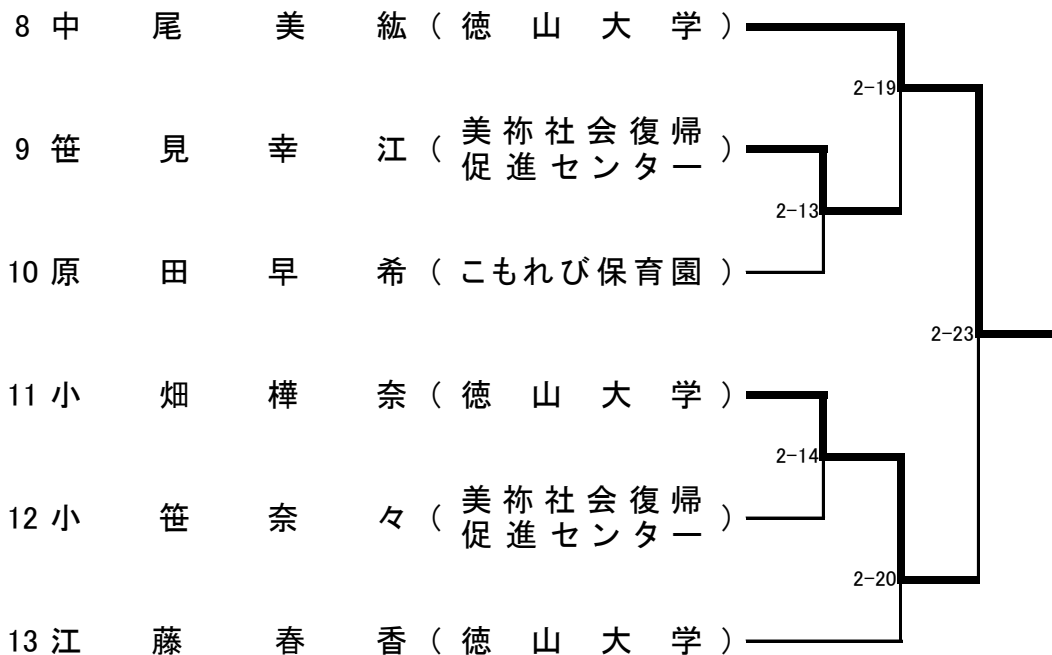 8 中尾美紘（徳山大学）
2-19
9 笹見幸江（美祢社会復帰
促進センター）
2-13
10 原田早希（こもれび保育園）
2-23
11 小畑樺奈（徳山大学）
2-14
12 小笹奈々（美祢社会復帰
促進センター）
2-20
13 江藤春香（徳山大学）